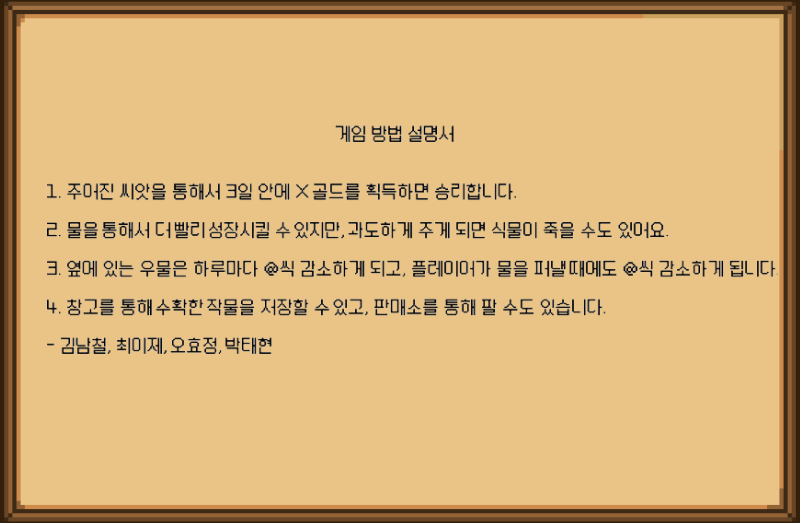 게임 방법 설명서
1. 주어진 씨앗을 통해서 3일 안에 X 골드를 획득하면 승리합니다.
2. 물을 통해서 더 빨리 성장시킬 수 있지만, 과도하게 주게 되면 식물이 죽을 수도 있어요.
3. 옆에 있는 우물은 하루마다 @씩 감소하게 되고, 플레이어가 물을 퍼낼 때에도 @씩 감소하게 됩니다.
4. 창고를 통해 수확한 작물을 저장할 수 있고, 판매소를 통해 팔 수도 있습니다.
- 김남철, 최이제, 오효정, 박태현